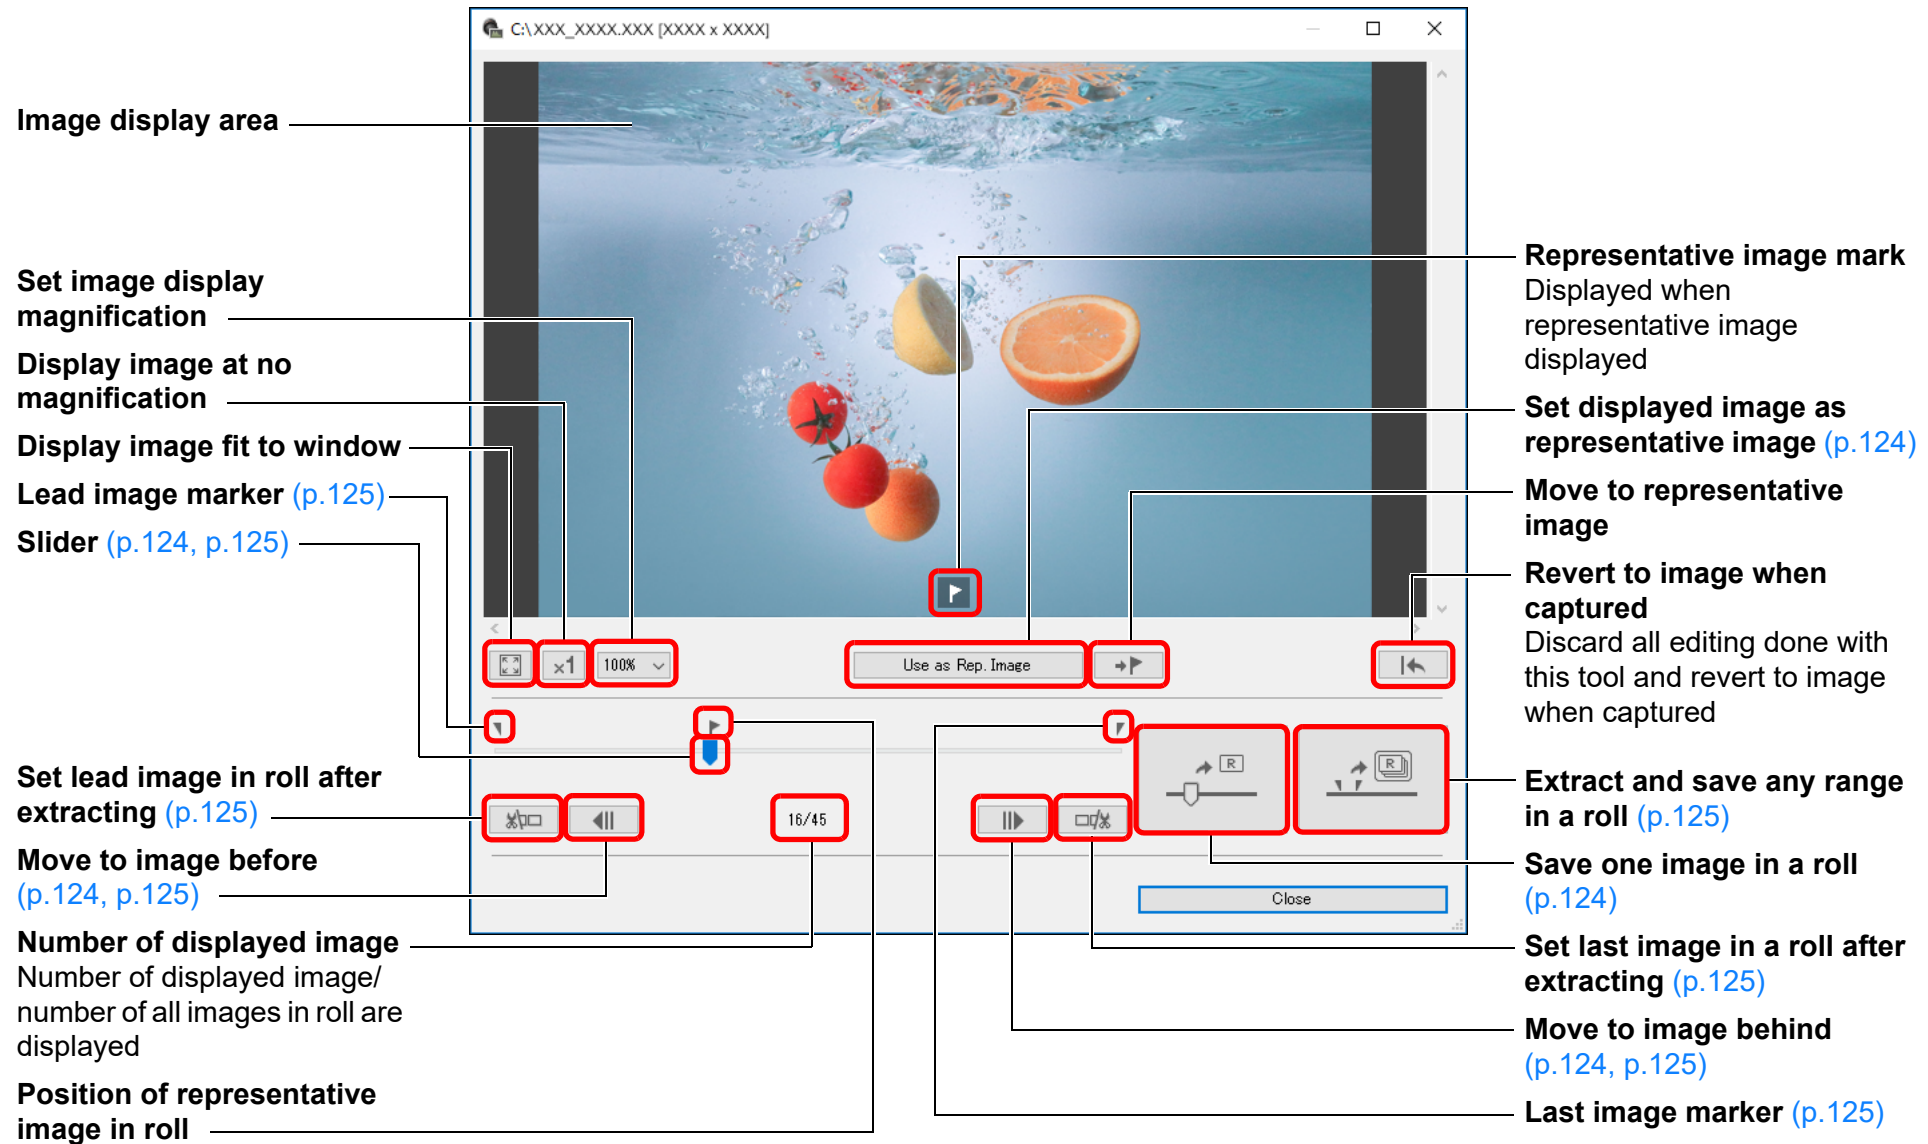 C:\XXX_XXXX.XXX [XXXX x XXXX]
Image display area
Set image display
magnification
Display image at no
magnification
Display image fit to window
Lead image marker (p.125)
Slider (p.124, p.125)
Set lead image in roll after
extracting (p.125)
Move to image before
(p.124, p.125)
Number of displayed image
Number of displayed image/
number of all images in roll are
displayed
Position of representative
image in roll
×1
100%
Use as Rep. Image
16/45
R
R
Close
Representative image mark
Displayed when
representative image
displayed
Set displayed image as
representative image (p.124)
Move to representative
image
Revert to image when
captured
Discard all editing done with
this tool and revert to image
when captured
Extract and save any range
in a roll (p.125)
Save one image in a roll
(p.124)
Set last image in a roll after
extracting (p.125)
Move to image behind
(p.124, p.125)
Last image marker (p.125)